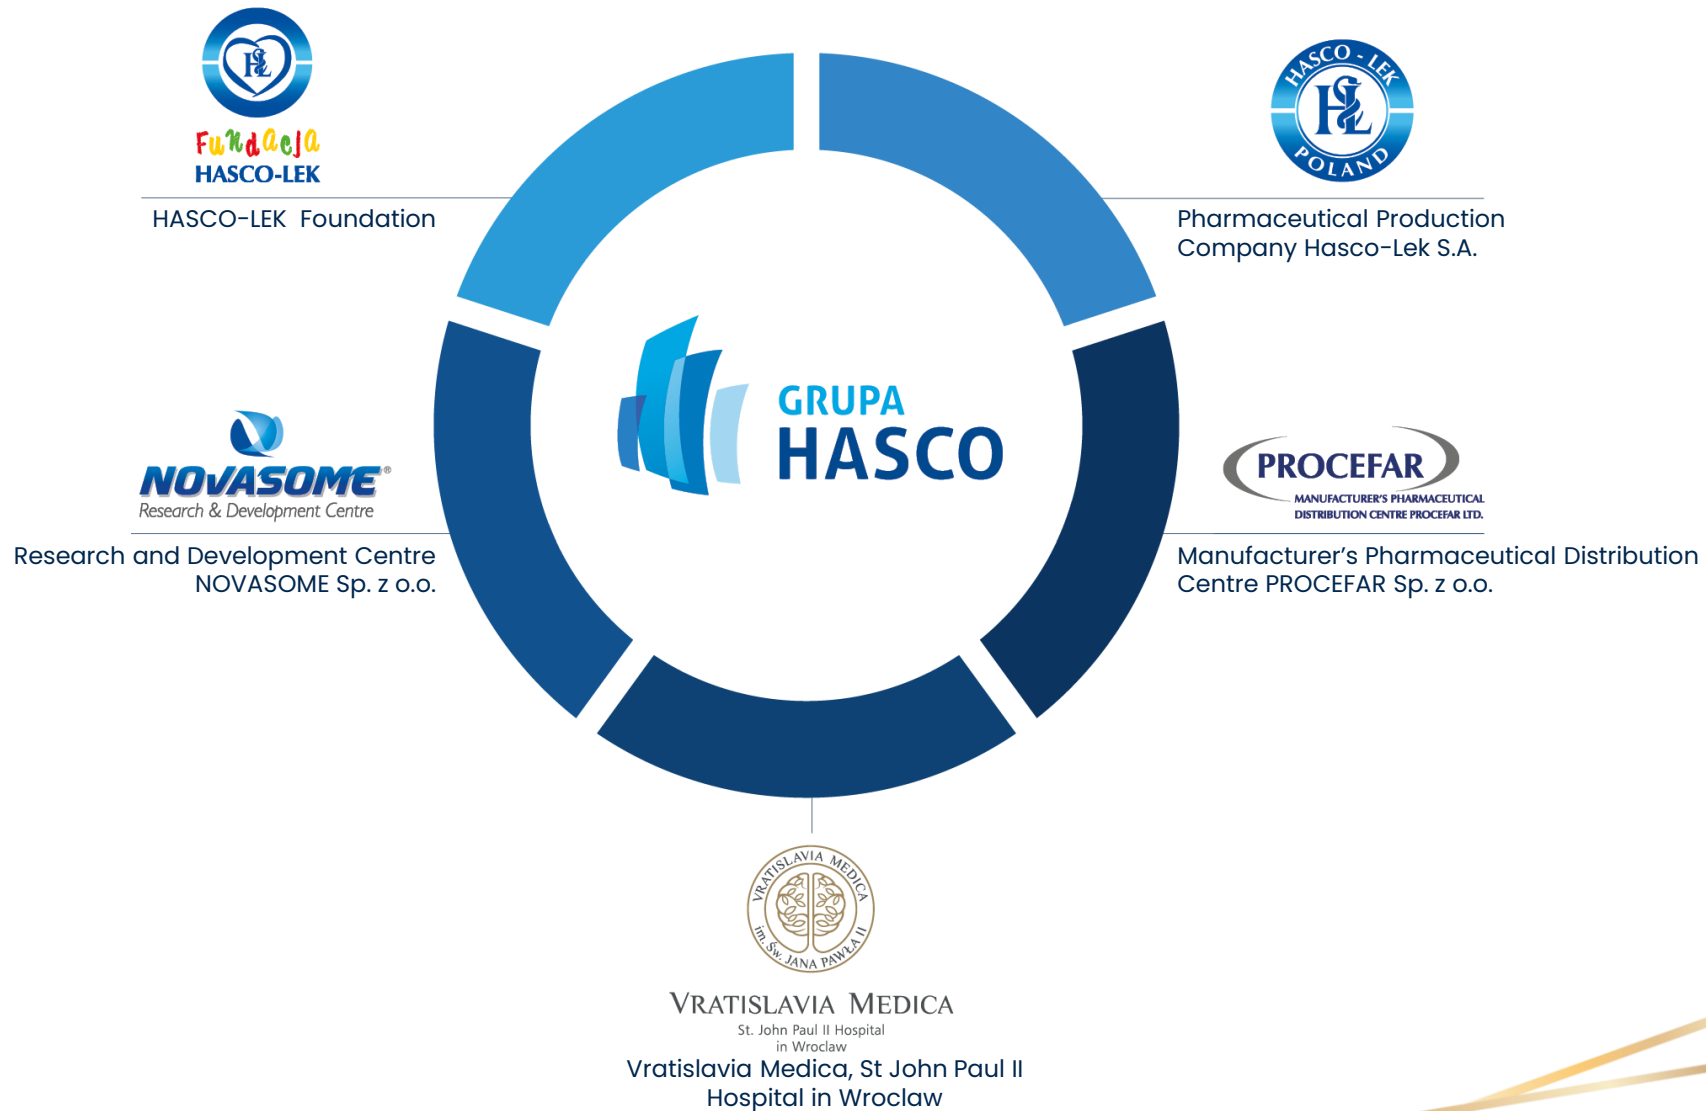 Fundacja
HASCO-LEK
HASCO-LEK Foundation
HASCO - LEK
HL
POLAND
Pharmaceutical Production
Company Hasco-Lek S.A.
GRUPA
HASCO
NOVASOME®
Research & Development Centre
Research and Development Centre
NOVASOME Sp. z o.o.
PROCEFAR
MANUFACTURER'S PHARMACEUTICAL
DISTRIBUTION CENTRE PROCEFAR LTD.
Manufacturer’s Pharmaceutical Distribution
Centre PROCEFAR Sp. z o.o.
VRATISLAVIA MEDICA
im. Św. JANA PAWŁA II
VRATISLAVIA MEDICA
St. John Paul II Hospital
in Wroclaw
Vratislavia Medica, St John Paul II
Hospital in Wroclaw